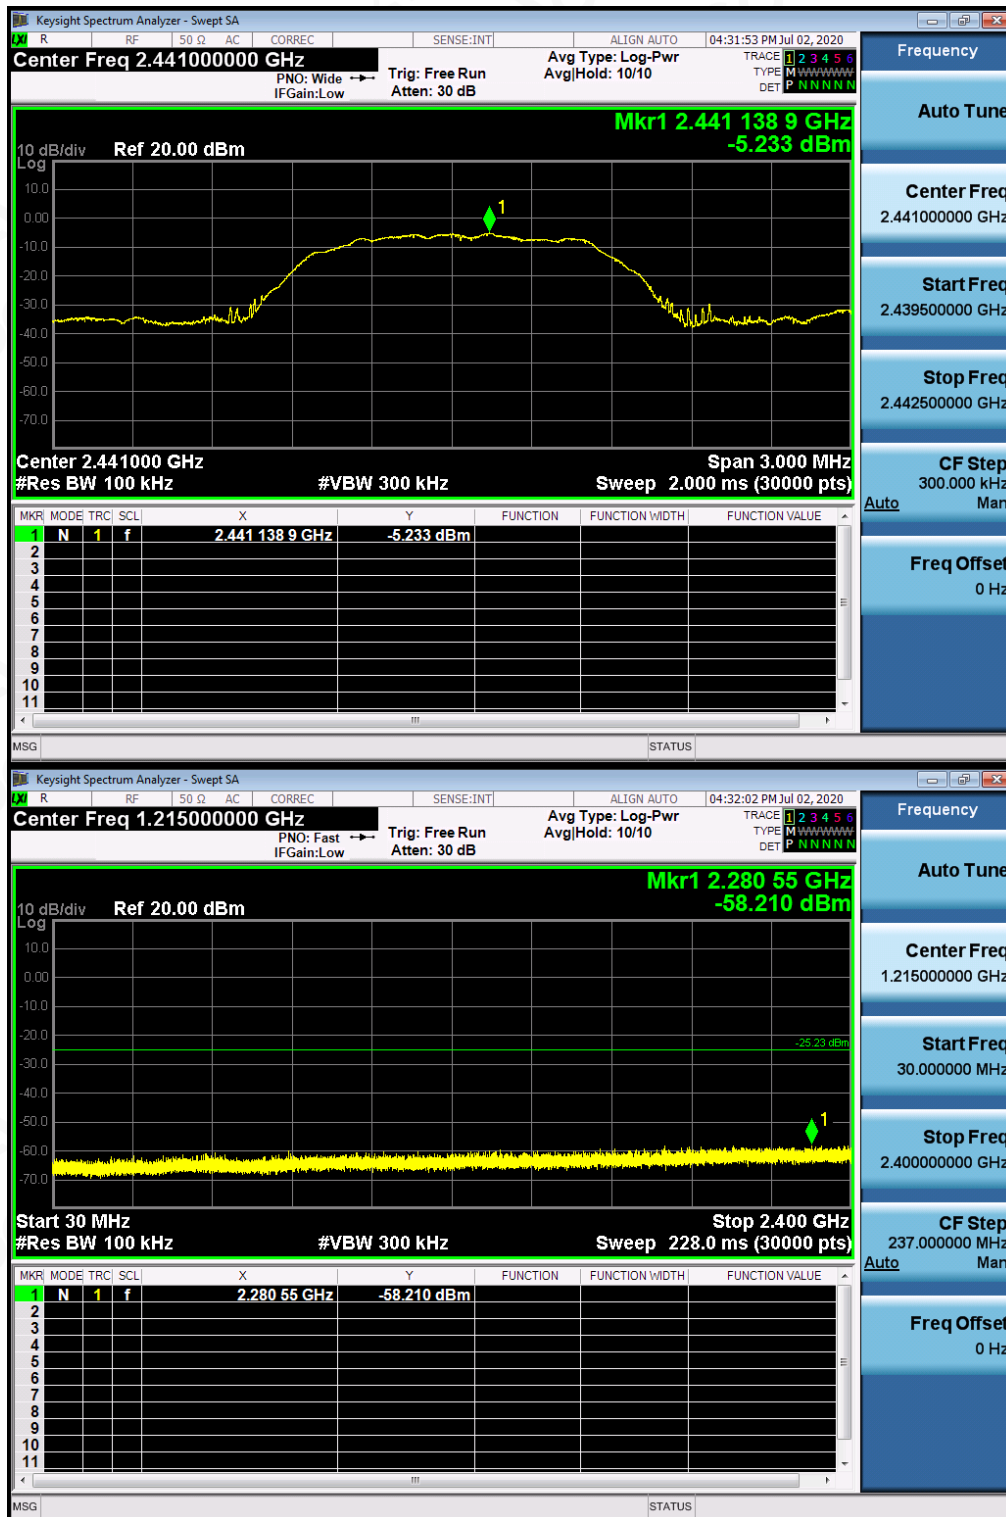 Keysight Spectrum Analyzer - Swept SA
LXI R RF 50 Ω AC CORREC SENSE:INT ALIGN AUTO 04:31:53 PM Jul 02, 2020
Center Freq 2.441000000 GHz
PNO: Wide
IFGain:Low
Trig: Free Run
Atten: 30 dB
Avg Type: Log-Pwr
Avg|Hold: 10/10
TRACE 1 2 3 4 5 6
TYPE M WWWWW
DET P N N N N N
Mkr1 2.441 138 9 GHz
-5.233 dBm
10 dB/div Ref 20.00 dBm
Log
10.0
0.00
-10.0
-20.0
-30.0
-40.0
-50.0
-60.0
-70.0
1
Center 2.441000 GHz Span 3.000 MHz
#Res BW 100 kHz #VBW 300 kHz Sweep 2.000 ms (30000 pts)
MKR MODE TRC SCL X Y FUNCTION FUNCTION WIDTH FUNCTION VALUE
1 N 1 f 2.441 138 9 GHz -5.233 dBm
2
3
4
5
6
7
8
9
10
11
MSG STATUS
Frequency
Auto Tune
Center Freq
2.441000000 GHz
Start Freq
2.439500000 GHz
Stop Freq
2.442500000 GHz
CF Step
300.000 kHz
Auto Man
Freq Offset
0 Hz
Keysight Spectrum Analyzer - Swept SA
LXI R RF 50 Ω AC CORREC SENSE:INT ALIGN AUTO 04:32:02 PM Jul 02, 2020
Center Freq 1.215000000 GHz
PNO: Fast
IFGain:Low
Trig: Free Run
Atten: 30 dB
Avg Type: Log-Pwr
Avg|Hold: 10/10
TRACE 1 2 3 4 5 6
TYPE M WWWWW
DET P N N N N N
Mkr1 2.280 55 GHz
-58.210 dBm
10 dB/div Ref 20.00 dBm
Log
10.0
0.00
-10.0
-20.0
-30.0
-40.0
-50.0
-60.0
-70.0
-25.23 dBm
1
Start 30 MHz Stop 2.400 GHz
#Res BW 100 kHz #VBW 300 kHz Sweep 228.0 ms (30000 pts)
MKR MODE TRC SCL X Y FUNCTION FUNCTION WIDTH FUNCTION VALUE
1 N 1 f 2.280 55 GHz -58.210 dBm
2
3
4
5
6
7
8
9
10
11
MSG STATUS
Frequency
Auto Tune
Center Freq
1.215000000 GHz
Start Freq
30.000000 MHz
Stop Freq
2.400000000 GHz
CF Step
237.000000 MHz
Auto Man
Freq Offset
0 Hz